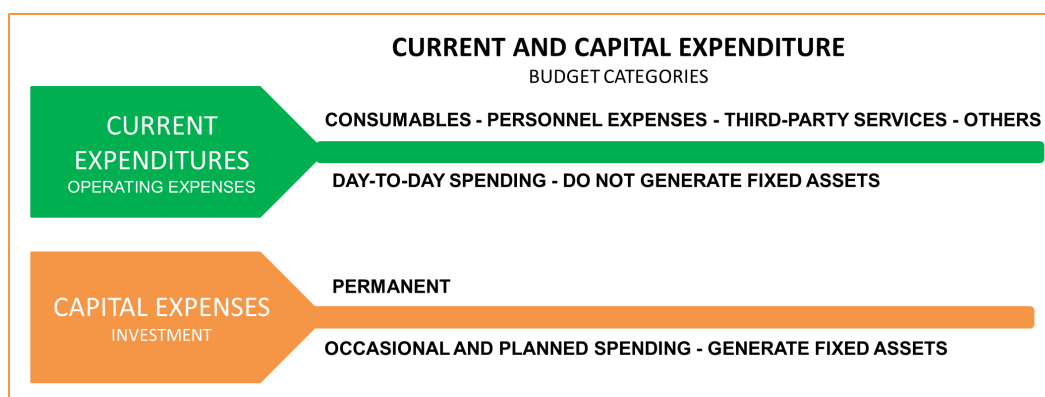 CURRENT AND CAPITAL EXPENDITURE
BUDGET CATEGORIES
CURRENT
EXPENDITURES
OPERATING EXPENSES
CONSUMABLES - PERSONNEL EXPENSES - THIRD-PARTY SERVICES - OTHERS
DAY-TO-DAY SPENDING - DO NOT GENERATE FIXED ASSETS
CAPITAL EXPENSES
INVESTMENT
PERMANENT
OCCASIONAL AND PLANNED SPENDING - GENERATE FIXED ASSETS